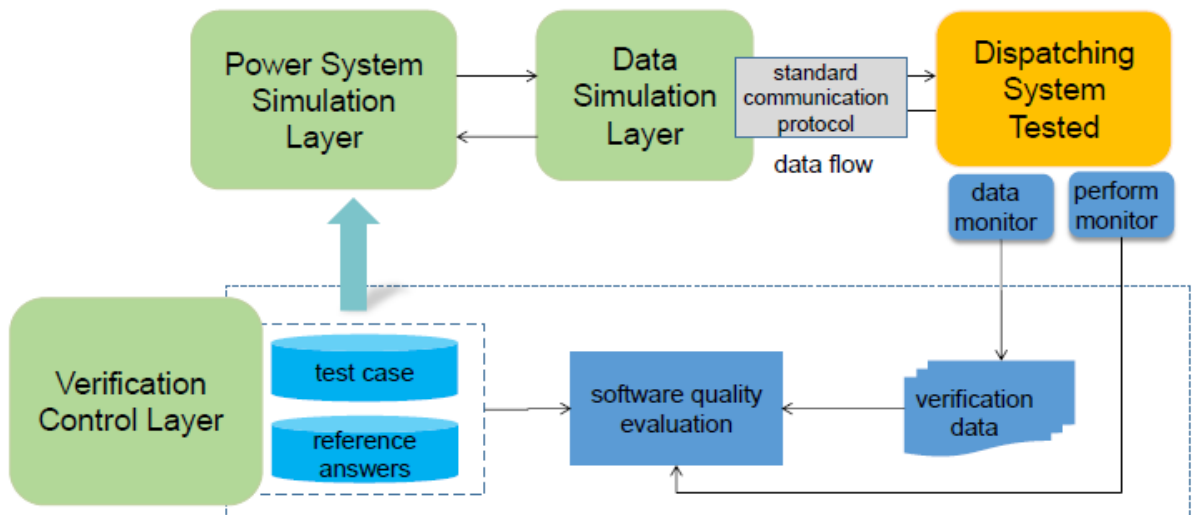 Power System
Simulation
Layer
Data
Simulation
Layer
standard
communication
protocol
data flow
Dispatching
System
Tested
data
monitor
perform
monitor
Verification
Control Layer
test case
reference
answers
software quality
evaluation
verification
data